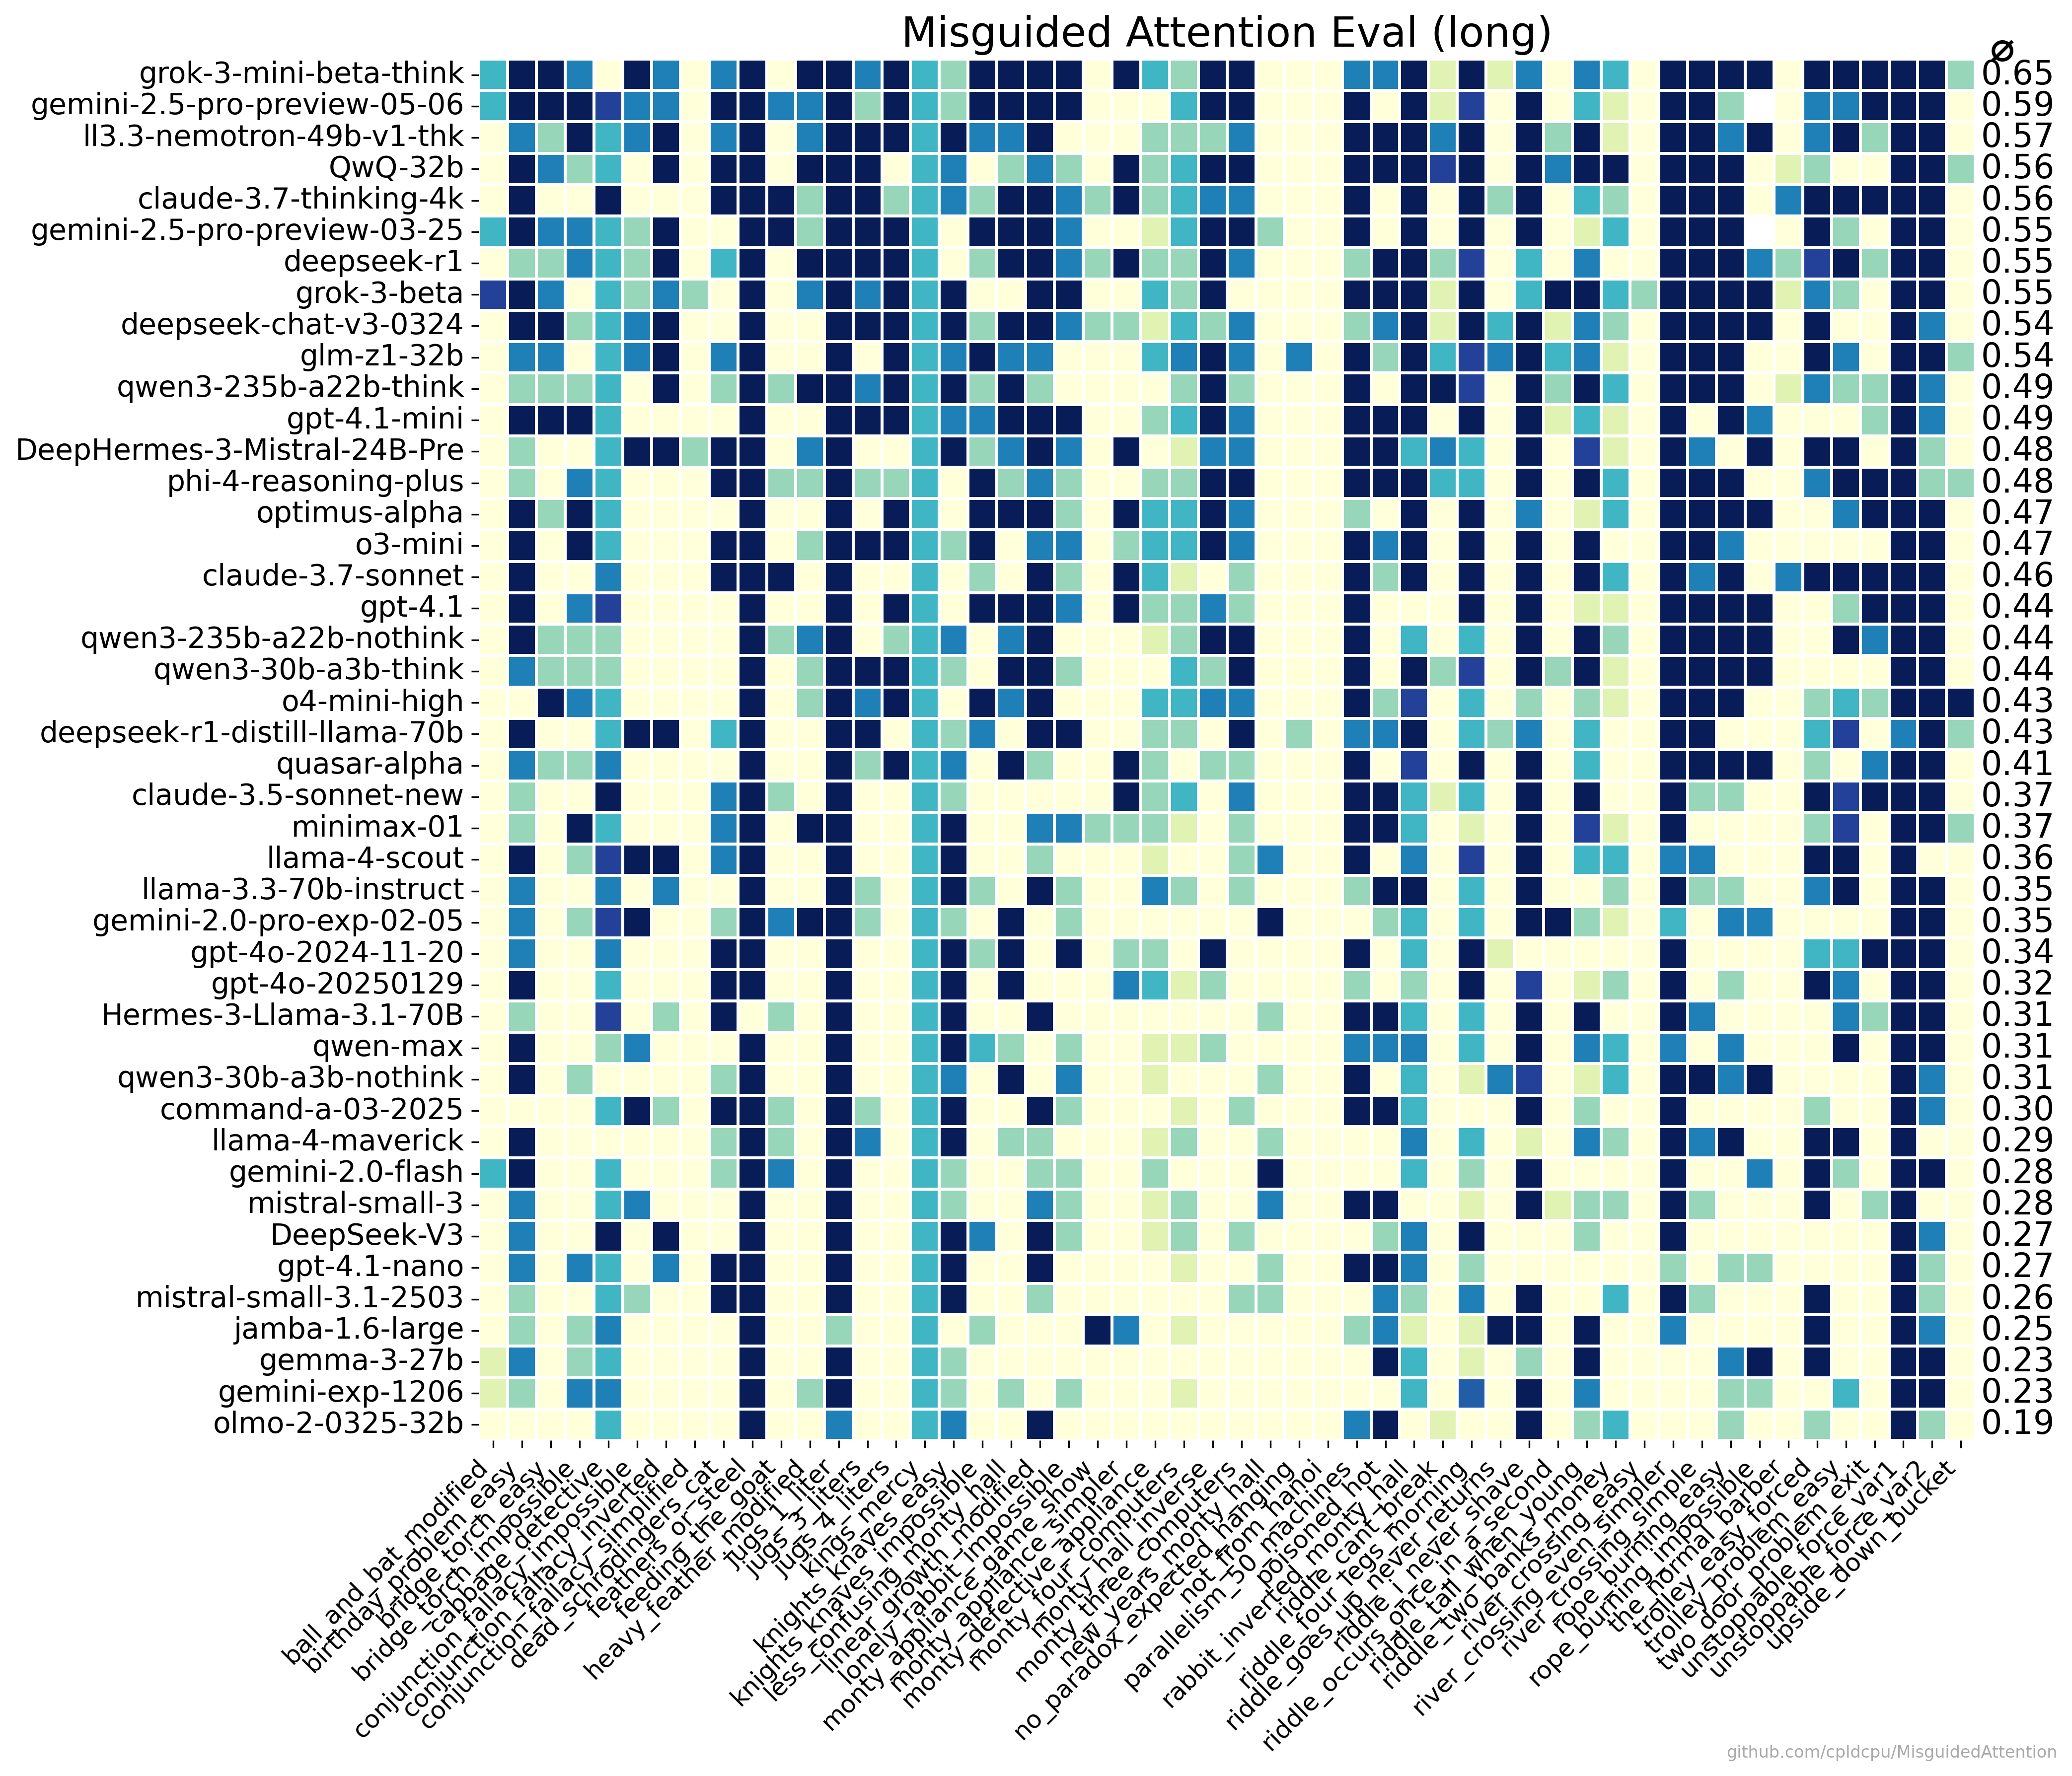 Misguided Attention Eval (long)
ø
grok-3-mini-beta-think 0.65
gemini-2.5-pro-preview-05-06 0.59
ll3.3-nemotron-49b-v1-thk 0.57
QwQ-32b 0.56
claude-3.7-thinking-4k 0.56
gemini-2.5-pro-preview-03-25 0.55
deepseek-r1 0.55
grok-3-beta 0.55
deepseek-chat-v3-0324 0.54
glm-z1-32b 0.54
qwen3-235b-a22b-think 0.49
gpt-4.1-mini 0.49
DeepHermes-3-Mistral-24B-Pre 0.48
phi-4-reasoning-plus 0.48
optimus-alpha 0.47
o3-mini 0.47
claude-3.7-sonnet 0.46
gpt-4.1 0.44
qwen3-235b-a22b-nothink 0.44
qwen3-30b-a3b-think 0.44
o4-mini-high 0.43
deepseek-r1-distill-llama-70b 0.43
quasar-alpha 0.41
claude-3.5-sonnet-new 0.37
minimax-01 0.37
llama-4-scout 0.36
llama-3.3-70b-instruct 0.35
gemini-2.0-pro-exp-02-05 0.35
gpt-4o-2024-11-20 0.34
gpt-4o-20250129 0.32
Hermes-3-Llama-3.1-70B 0.31
qwen-max 0.31
qwen3-30b-a3b-nothink 0.31
command-a-03-2025 0.30
llama-4-maverick 0.29
gemini-2.0-flash 0.28
mistral-small-3 0.28
DeepSeek-V3 0.27
gpt-4.1-nano 0.27
mistral-small-3.1-2503 0.26
jamba-1.6-large 0.25
gemma-3-27b 0.23
gemini-exp-1206 0.23
olmo-2-0325-32b 0.19
ball_and_bat_modified
birthday_problem_easy
bridge_torch_easy
bridge_torch_impossible
cabbage_detective
conjunction_fallacy_impossible
conjunction_fallacy_inverted
conjunction_fallacy_simplified
dead_schrödingers_cat
feathers_or_steel
feeding_the_goat
heavy_feather_modified
jugs_1_liter
jugs_3_liters
jugs_4_liters
kings_mercy
knights_knaves_easy
knights_knaves_impossible
less_confusing_monty_hall
linear_growth_modified
lonely_rabbit_impossible
monty_appliance_game_show
monty_appliance_simpler
monty_defective_appliance
monty_four_computers
monty_hall_inverse
monty_three_computers
new_years_monty_hall
no_paradox_expected_hanging
not_from_hanoi
parallelism_50_machines
poisoned_hot
rabbit_inverted_monty_hall
riddle_cant_break
riddle_four_legs_morning
riddle_goes_up_never_returns
riddle_i_never_shave
riddle_occurs_once_in_a_second
riddle_tall_when_young
riddle_two_banks_money
river_crossing_easy
river_crossing_even_simpler
river_crossing_simple
rope_burning_easy
rope_burning_impossible
the_normal_barber
trolley_easy_forced
trolley_problem_easy
two_door_problem_exit
unstoppable_force_var1
unstoppable_force_var2
upside_down_bucket
github.com/cpldcpu/MisguidedAttention